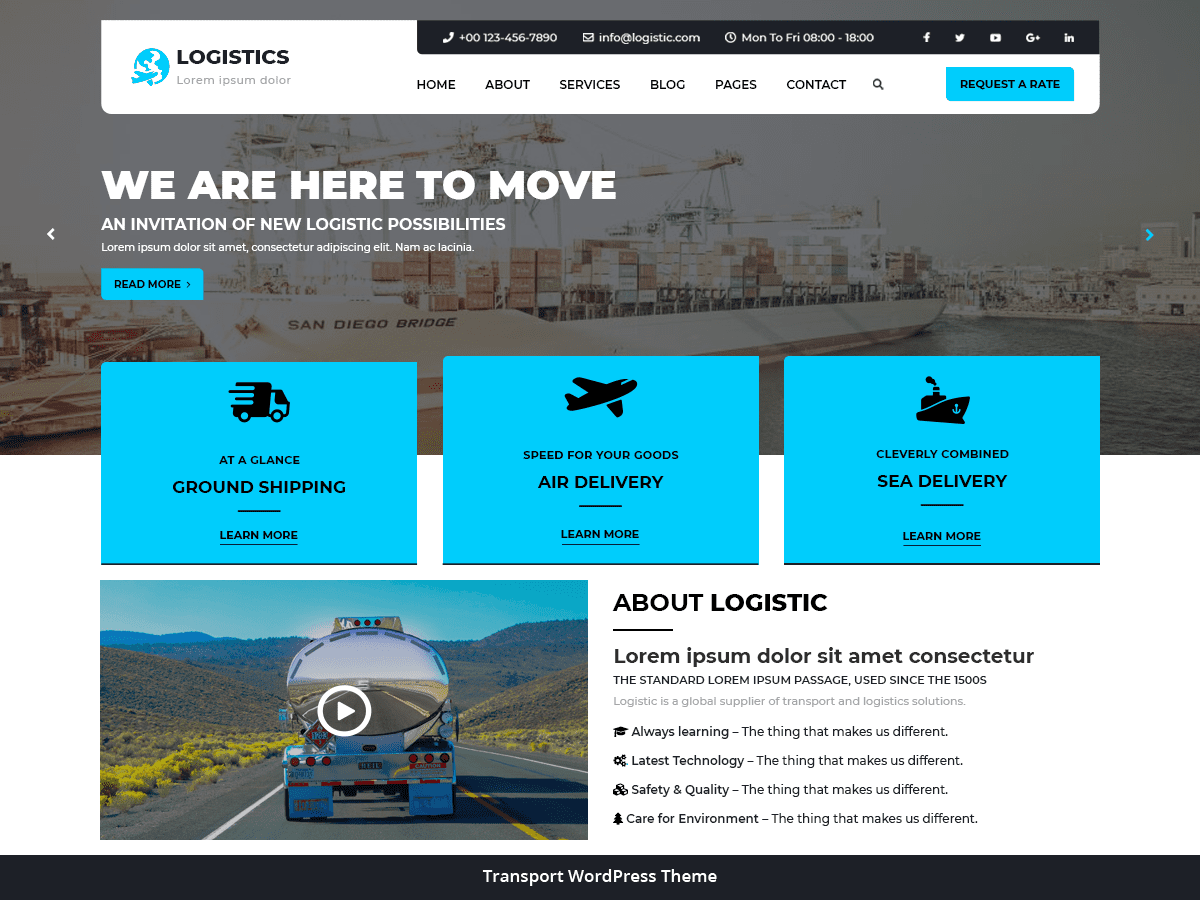 +00 123-456-7890 info@logistic.com Mon To Fri 08:00 - 18:00
LOGISTICS
Lorem ipsum dolor
HOME ABOUT SERVICES BLOG PAGES CONTACT REQUEST A RATE
WE ARE HERE TO MOVE
AN INVITATION OF NEW LOGISTIC POSSIBILITIES
Lorem ipsum dolor sit amet, consectetur adipiscing elit. Nam ac lacinia.
READ MORE
SAN DIEGO BRIDGE
AT A GLANCE
GROUND SHIPPING
LEARN MORE
SPEED FOR YOUR GOODS
AIR DELIVERY
LEARN MORE
CLEVERLY COMBINED
SEA DELIVERY
LEARN MORE
CAUTION
ABOUT LOGISTIC
Lorem ipsum dolor sit amet consectetur
THE STANDARD LOREM IPSUM PASSAGE, USED SINCE THE 1500S
Logistic is a global supplier of transport and logistics solutions.
Always learning – The thing that makes us different.
Latest Technology – The thing that makes us different.
Safety & Quality – The thing that makes us different.
Care for Environment – The thing that makes us different.
Transport WordPress Theme